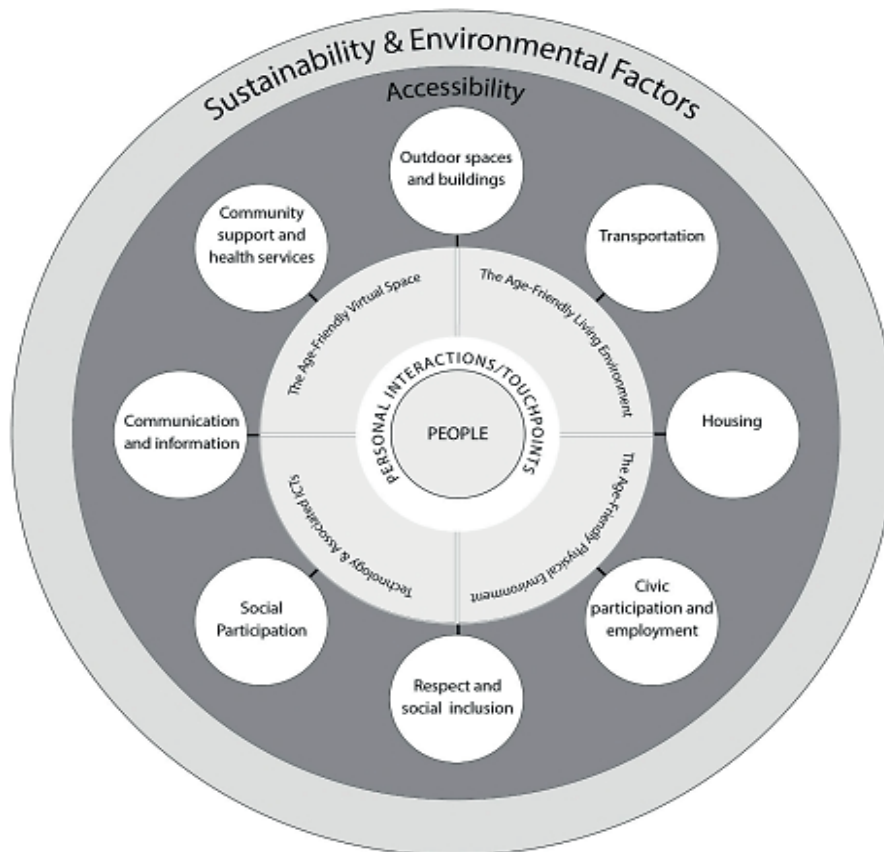 Sustainability & Environmental Factors
Accessibility
Outdoor spaces
and buildings
Community
support and
health services
Transportation
The Age-Friendly Virtual Space
The Age-Friendly Living Environment
PERSONAL INTERACTIONS/TOUCHPOINTS
PEOPLE
Communication
and information
Housing
Technology & Associated ICTs
The Age-Friendly Physical Environment
Social
Participation
Civic
participation and
employment
Respect and
social inclusion